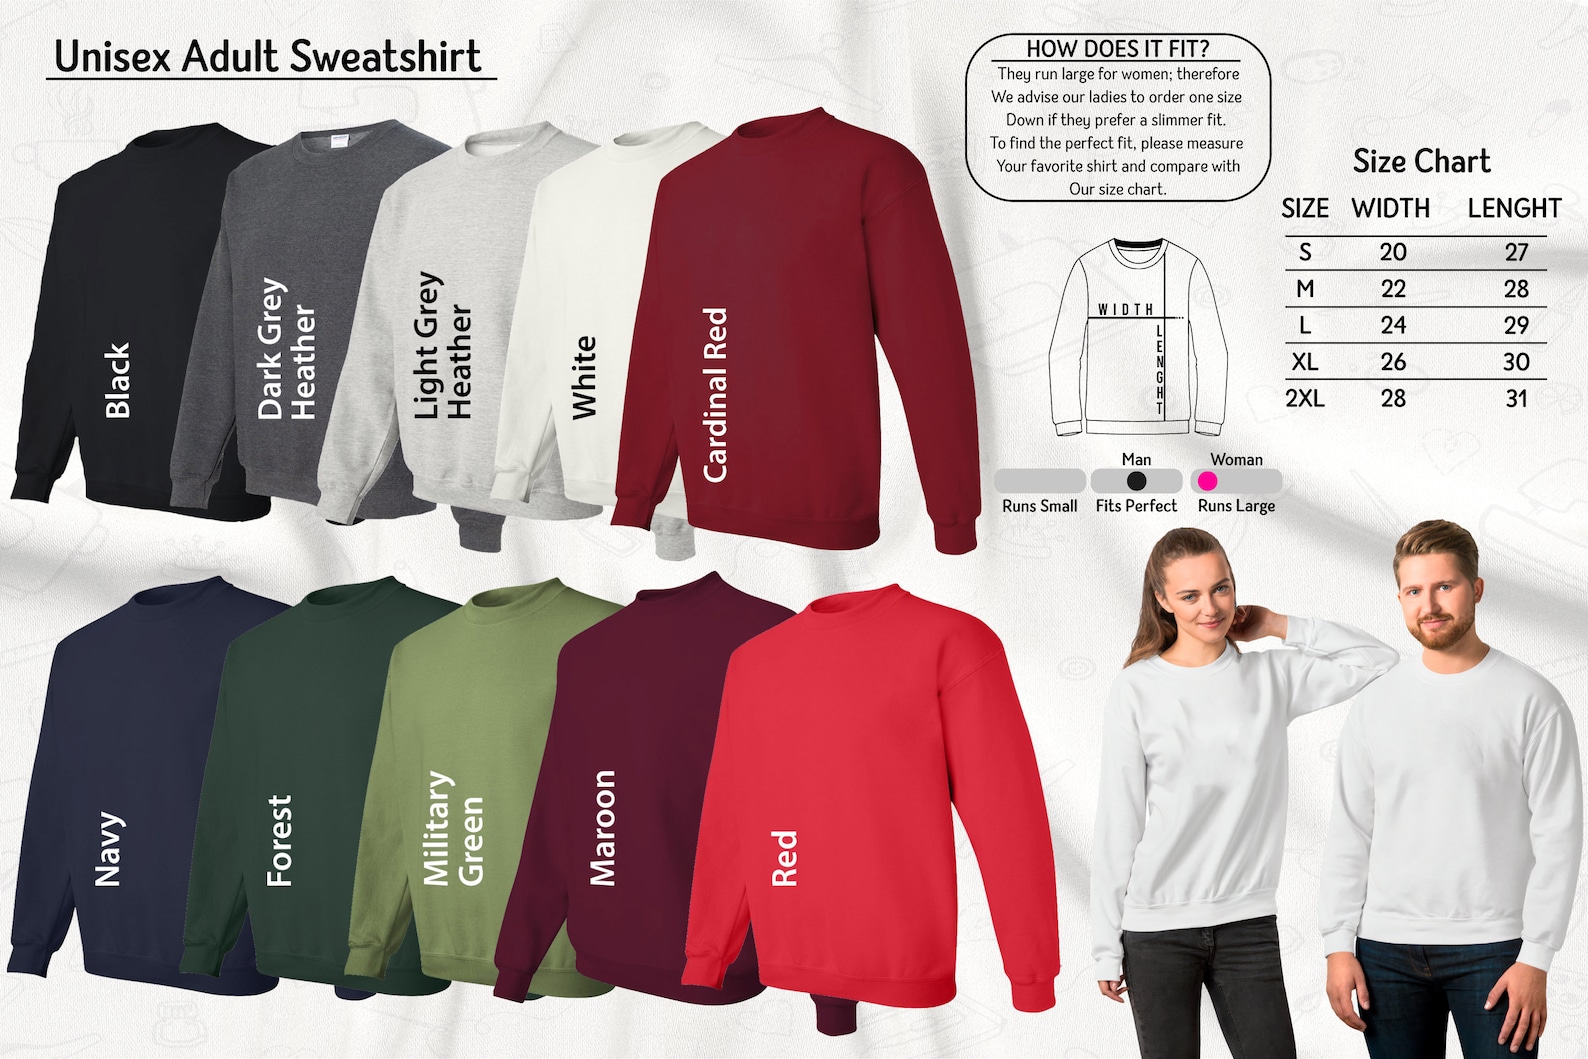 Unisex Adult Sweatshirt
HOW DOES IT FIT?
They run large for women; therefore
We advise our ladies to order one size
Down if they prefer a slimmer fit.
To find the perfect fit, please measure
Your favorite shirt and compare with
Our size chart.
Size Chart
SIZE WIDTH LENGHT
S 20 27
M 22 28
L 24 29
XL 26 30
2XL 28 31
WIDTH
LENGHT
Man
Woman
Runs Small
Fits Perfect
Runs Large
Black
Dark Grey
Heather
Light Grey
Heather
White
Cardinal Red
Navy
Forest
Military
Green
Maroon
Red